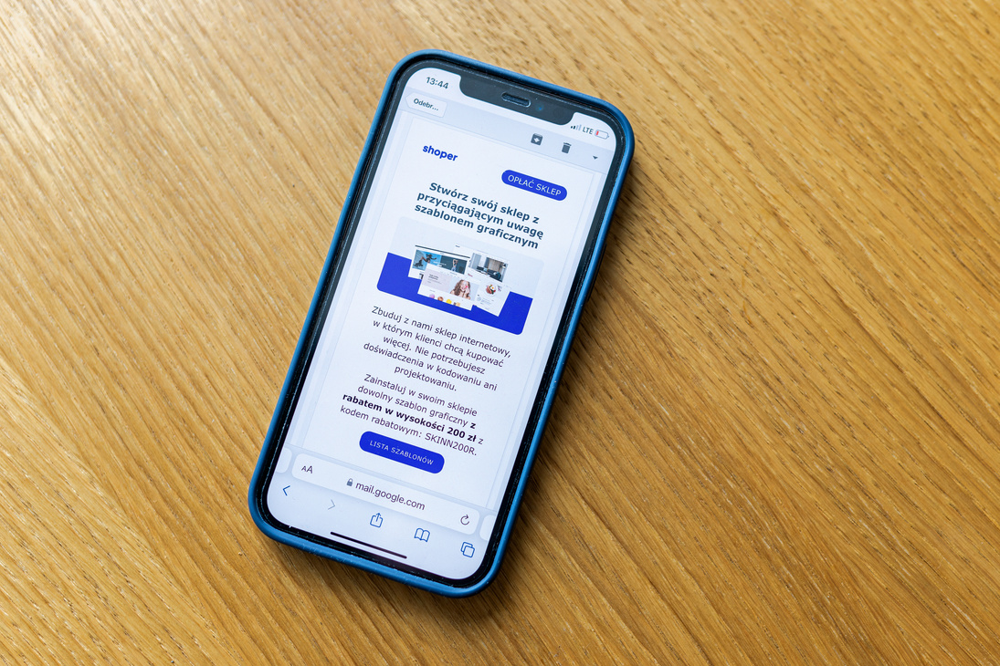 13:44
LTE
Odebr...
shoper
OPŁAĆ SKLEP
Stwórz swój sklep z
przyciągającym uwagę
szablonem graficznym
Zbuduj z nami sklep internetowy,
w którym klienci chcą kupować
więcej. Nie potrzebujesz
doświadczenia w kodowaniu ani
projektowaniu.
Zainstaluj w swoim sklepie
dowolny szablon graficzny z
rabatem w wysokości 200 zł z
kodem rabatowym: SKINN200R.
LISTA SZABLONÓW
AA
mail.google.com